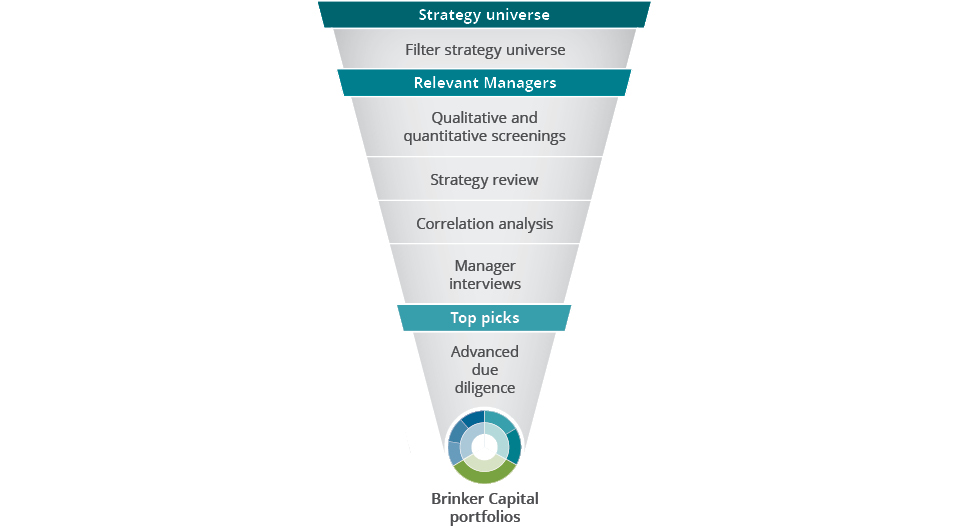 Strategy universe
Filter strategy universe
Relevant Managers
Qualitative and
quantitative screenings
Strategy review
Correlation analysis
Manager
interviews
Top picks
Advanced
due
diligence
Brinker Capital
portfolios